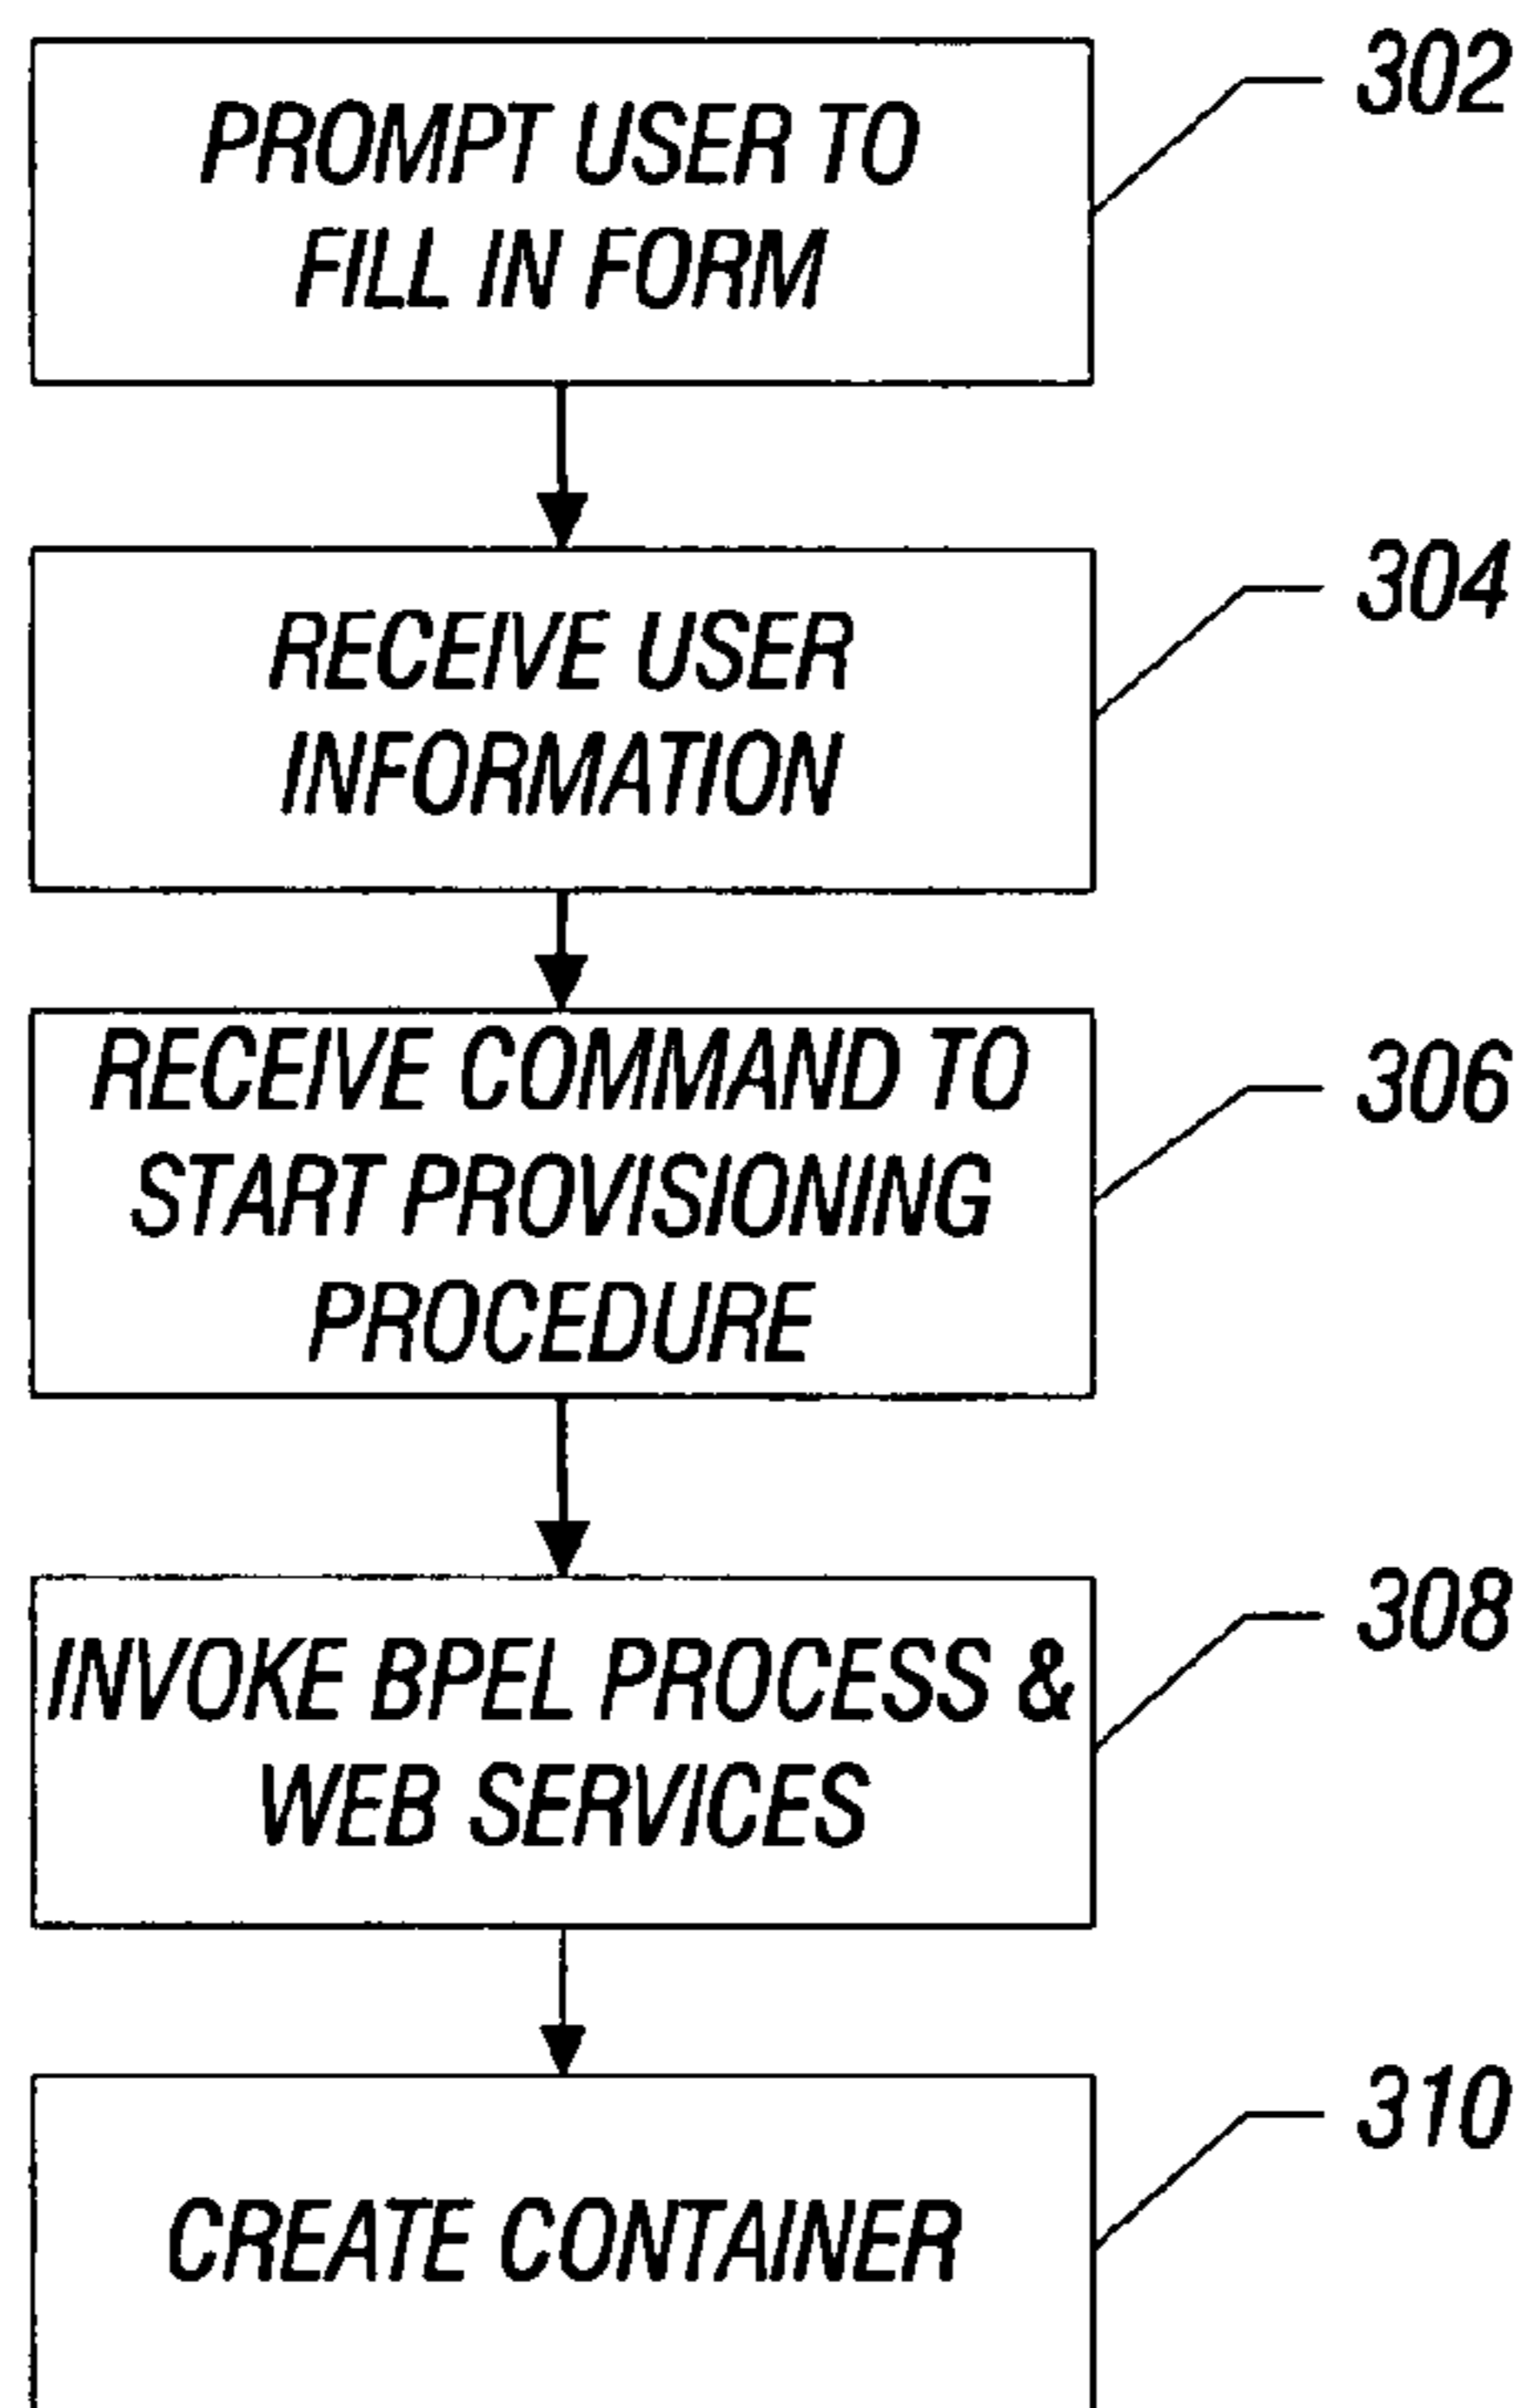 PROMPT USER TO
FILL IN FORM
302
RECEIVE USER
INFORMATION
304
RECEIVE COMMAND TO
START PROVISIONING
PROCEDURE
306
INVOKE BPEL PROCESS &
WEB SERVICES
308
CREATE CONTAINER
310